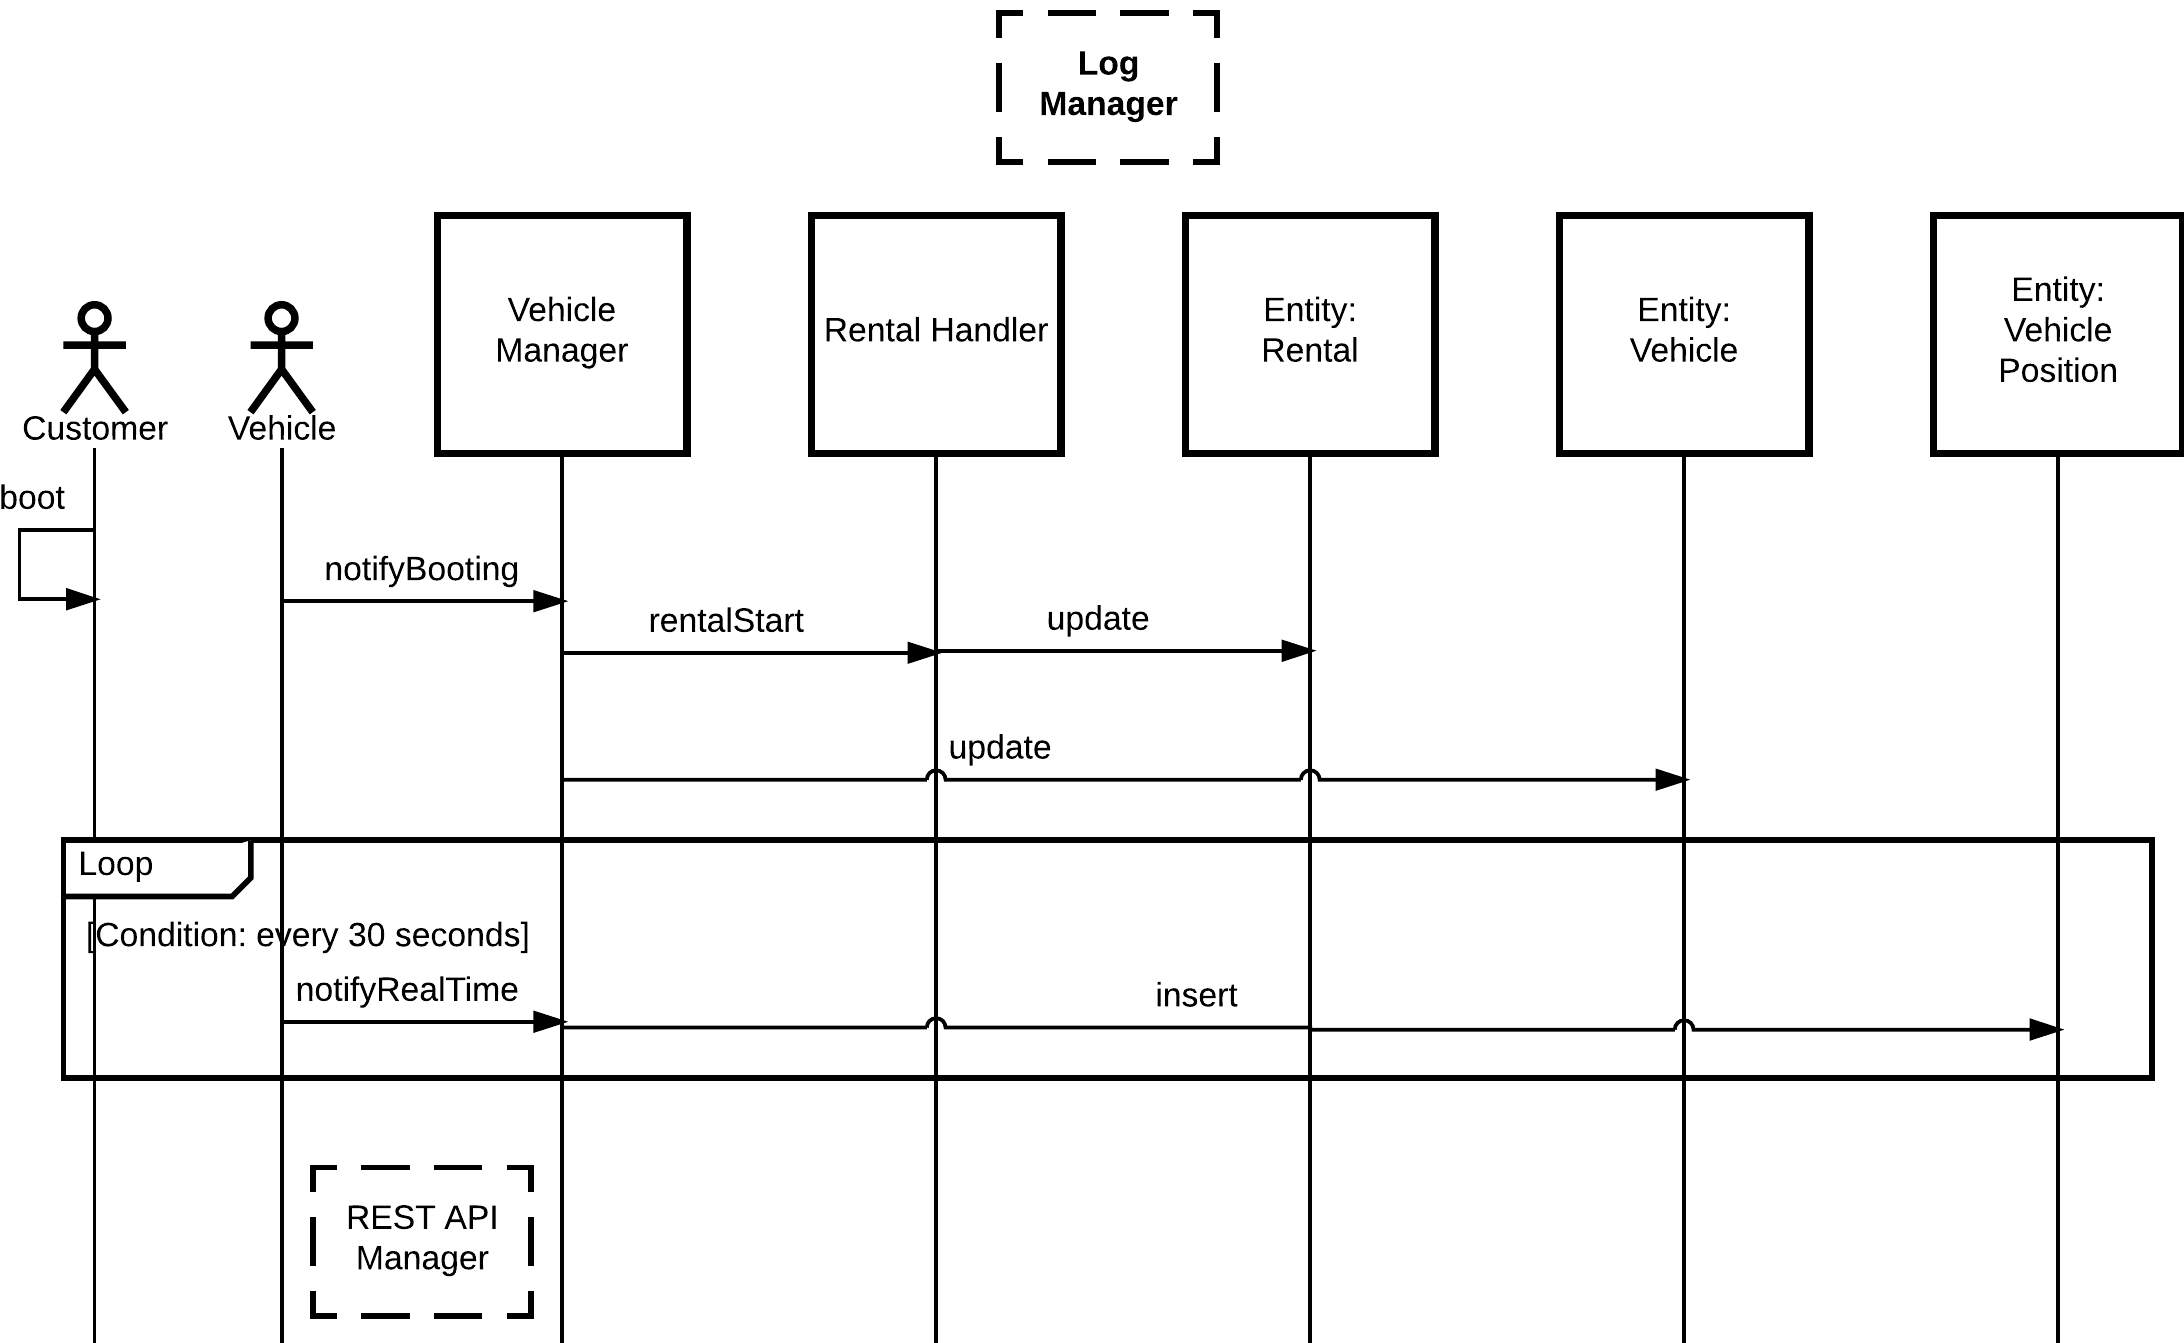 Log
Manager
Customer
Vehicle
Vehicle
Manager
Rental Handler
Entity:
Rental
Entity:
Vehicle
Entity:
Vehicle
Position
boot
notifyBooting
rentalStart
update
update
Loop
[Condition: every 30 seconds]
notifyRealTime
insert
REST API
Manager